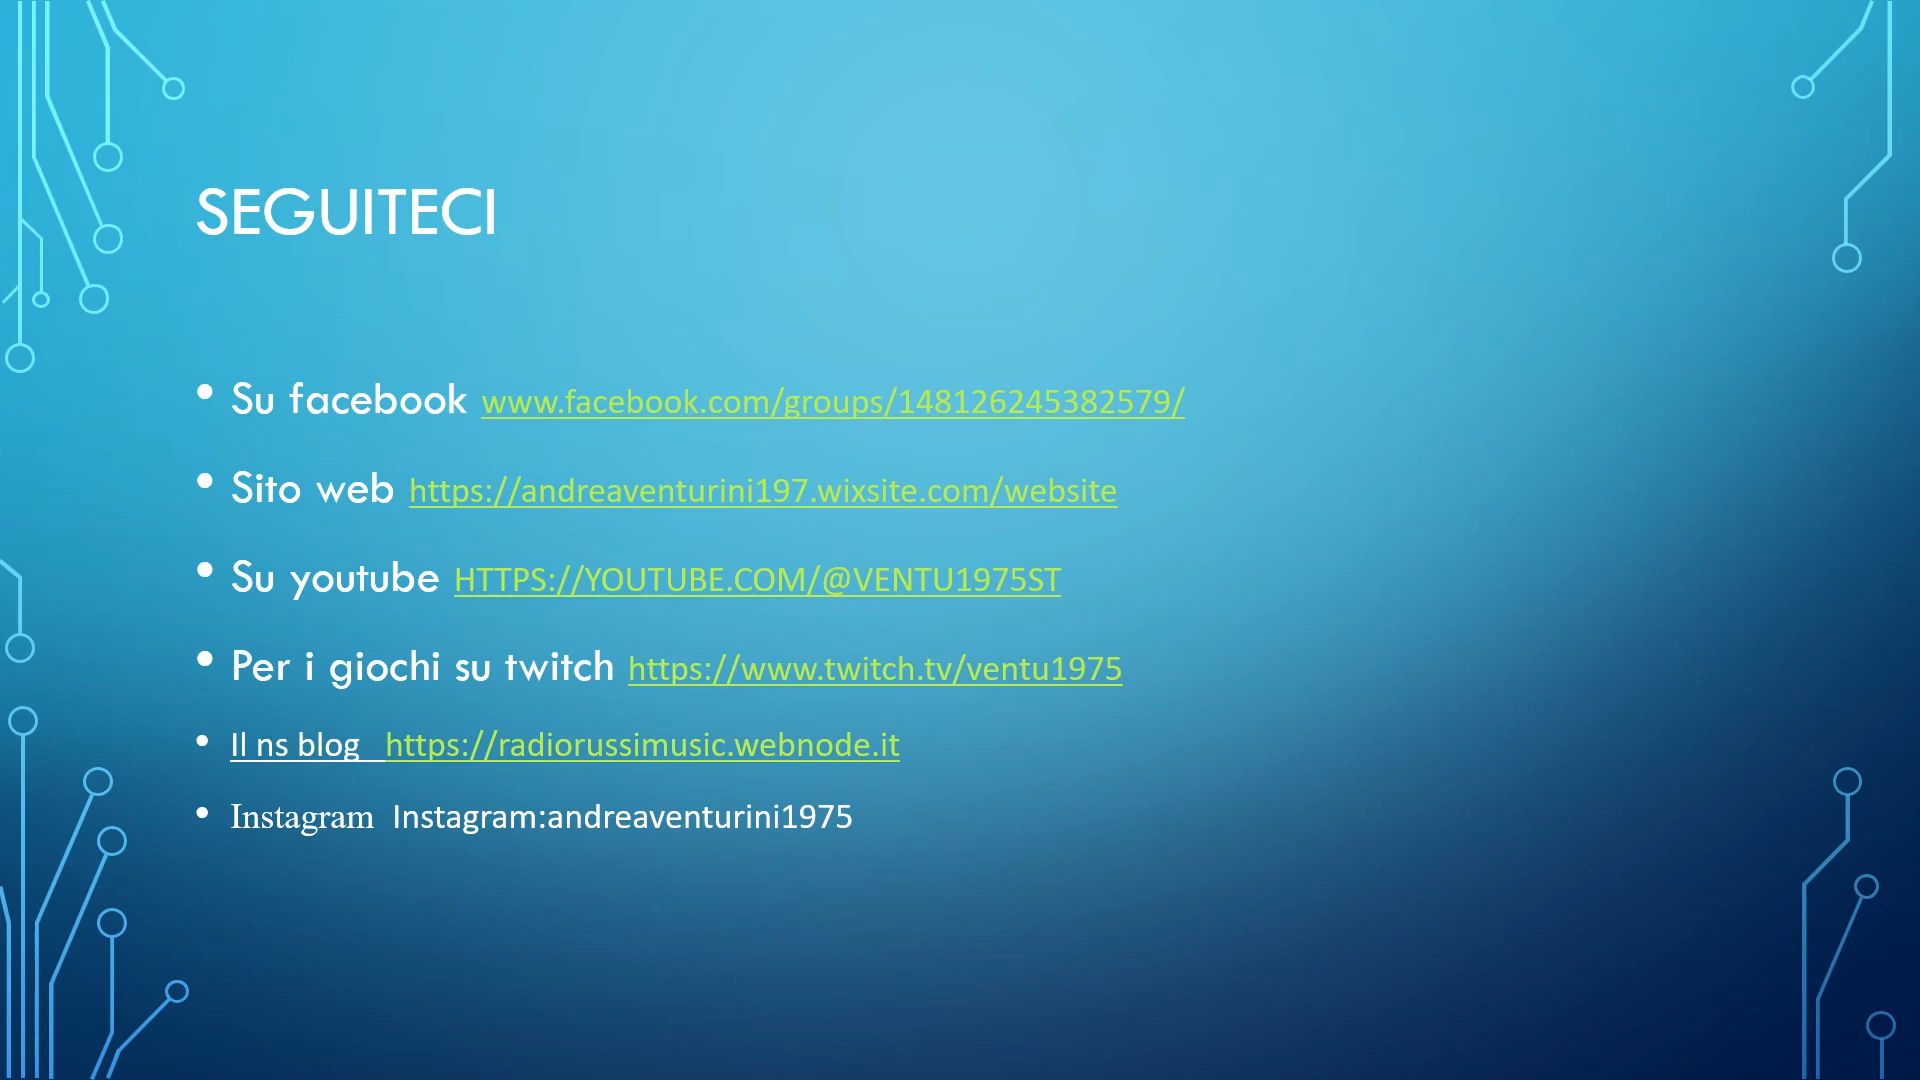 SEGUITECI
• Su facebook www.facebook.com/groups/148126245382579/
• Sito web https://andreaventurini197.wixsite.com/website
• Su youtube HTTPS://YOUTUBE.COM/@VENTU1975ST
• Per i giochi su twitch https://www.twitch.tv/ventu1975
• Il ns blog https://radiorussimusic.webnode.it
• Instagram Instagram:andreaventurini1975